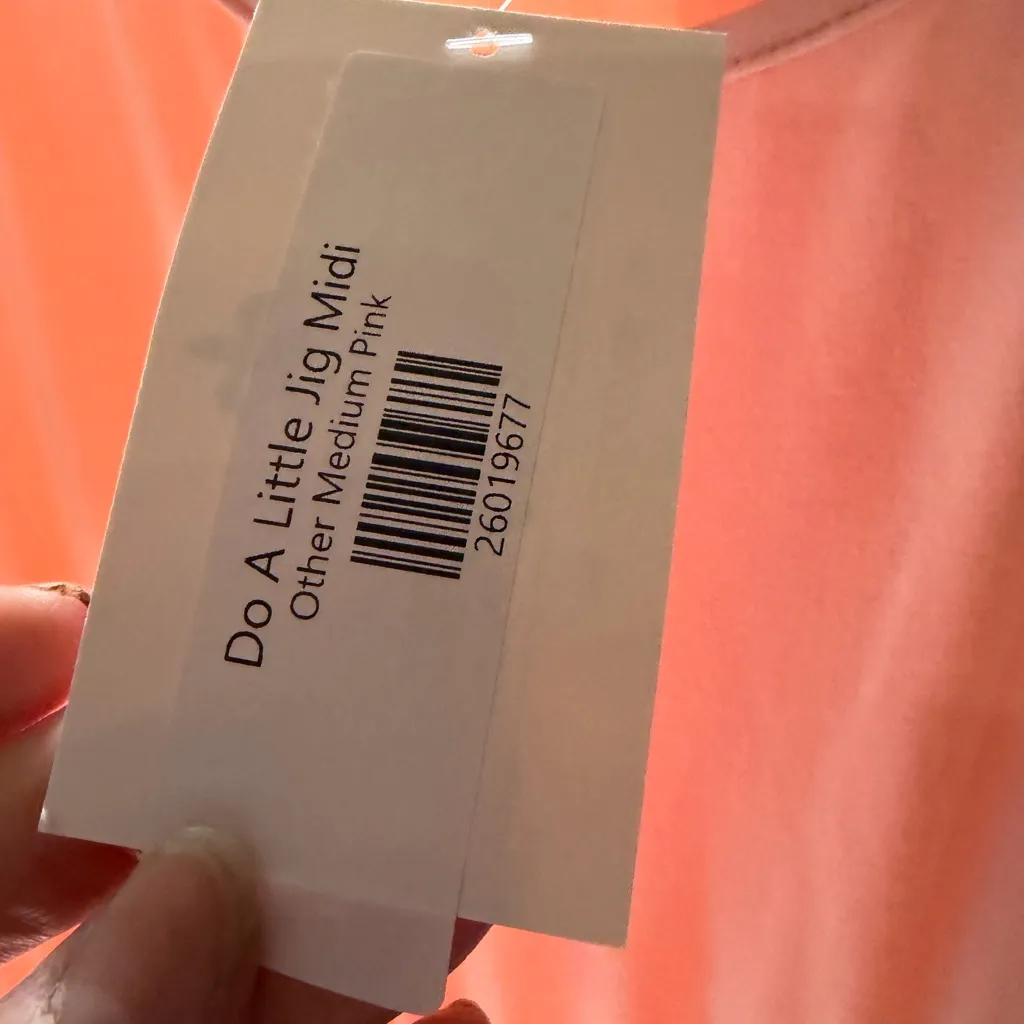 Do A Little Jig Midi
Other Medium Pink
26019677